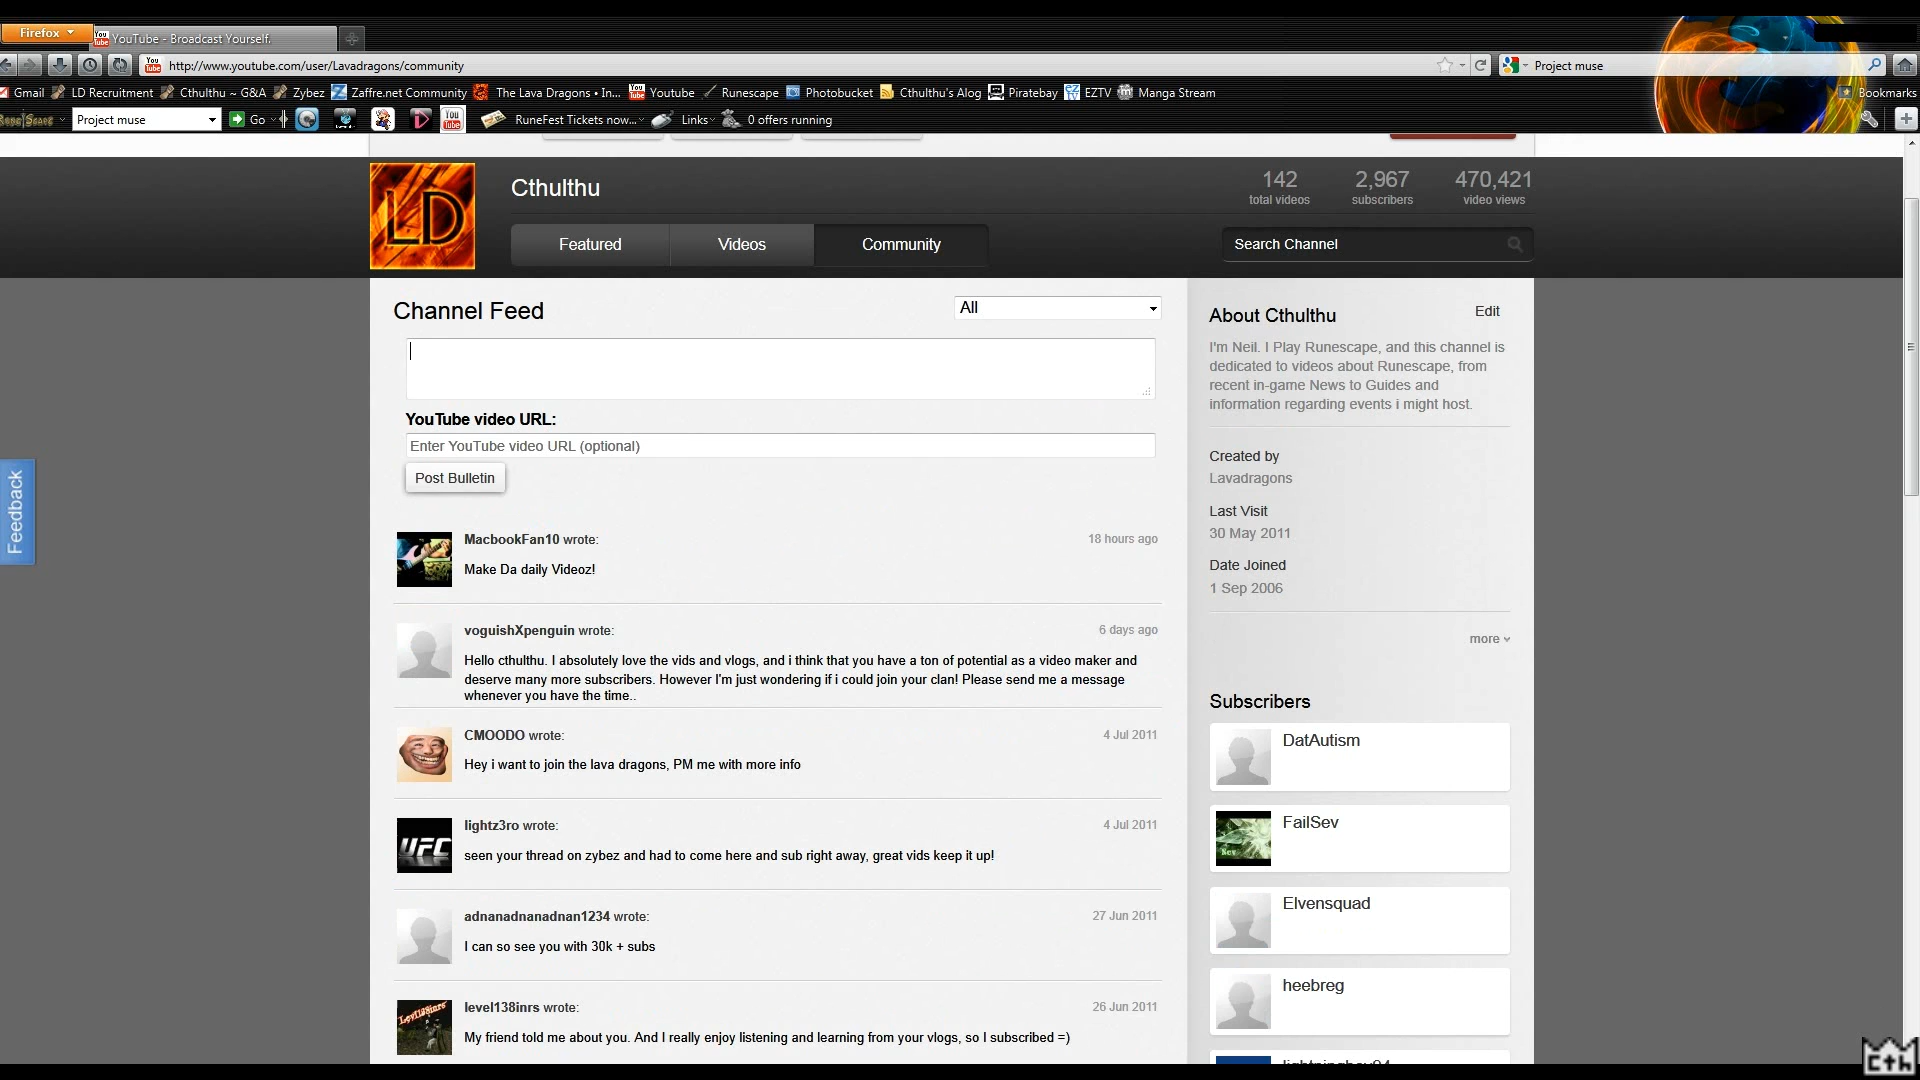 Firefox
YouTube - Broadcast Yourself.
http://www.youtube.com/user/Lavadragons/community
Project muse
Gmail LD Recruitment Cthulhu ~ G&A Zybez Zaffre.net Community The Lava Dragons • In... Youtube Runescape Photobucket Cthulhu's Alog Piratebay EZTV Manga Stream Bookmarks
Project muse Go RuneFest Tickets now... Links 0 offers running
LD
Cthulhu
142 2,967 470,421
total videos subscribers video views
Featured Videos Community
Search Channel
Channel Feed
All
YouTube video URL:
Enter YouTube video URL (optional)
Post Bulletin
Feedback
MacbookFan10 wrote: 18 hours ago
Make Da daily Videoz!
voguishXpenguin wrote: 6 days ago
Hello cthulhu. I absolutely love the vids and vlogs, and i think that you have a ton of potential as a video maker and
deserve many more subscribers. However I'm just wondering if i could join your clan! Please send me a message
whenever you have the time..
CMOODO wrote: 4 Jul 2011
Hey i want to join the lava dragons, PM me with more info
UFC
lightz3ro wrote: 4 Jul 2011
seen your thread on zybez and had to come here and sub right away, great vids keep it up!
adnanadnanadnan1234 wrote: 27 Jun 2011
I can so see you with 30k + subs
level138inrs wrote: 26 Jun 2011
My friend told me about you. And I really enjoy listening and learning from your vlogs, so I subscribed =)
About Cthulhu
Edit
I'm Neil. I Play Runescape, and this channel is
dedicated to videos about Runescape, from
recent in-game News to Guides and
information regarding events i might host.
Created by
Lavadragons
Last Visit
30 May 2011
Date Joined
1 Sep 2006
more
Subscribers
DatAutism
FailSev
Elvensquad
heebreg
Cth